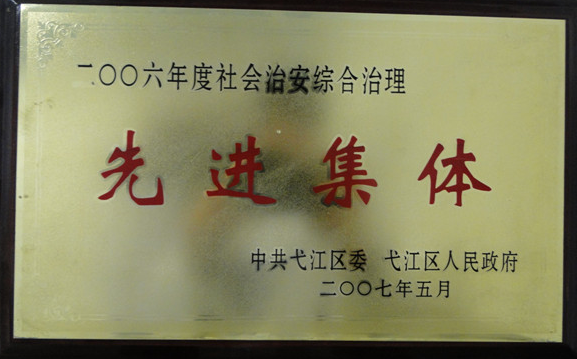 二〇〇六年度社会治安综合治理
先进集体
中共弋江区委 弋江区人民政府
二〇〇七年五月